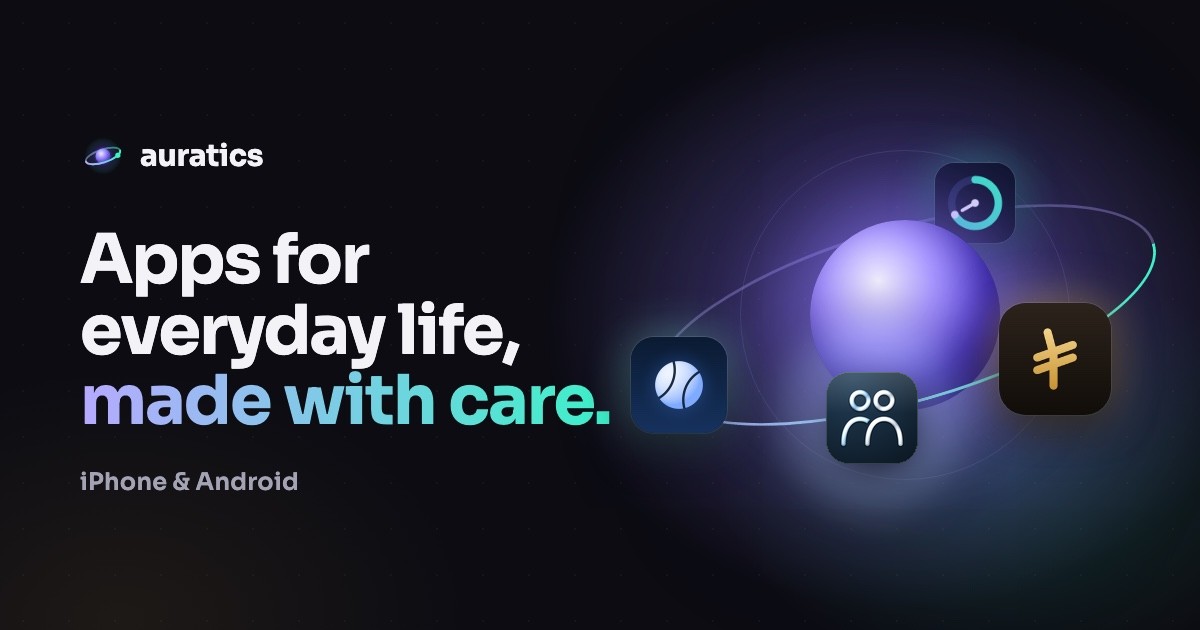 auratics
Apps for
everyday life,
made with care.
iPhone & Android